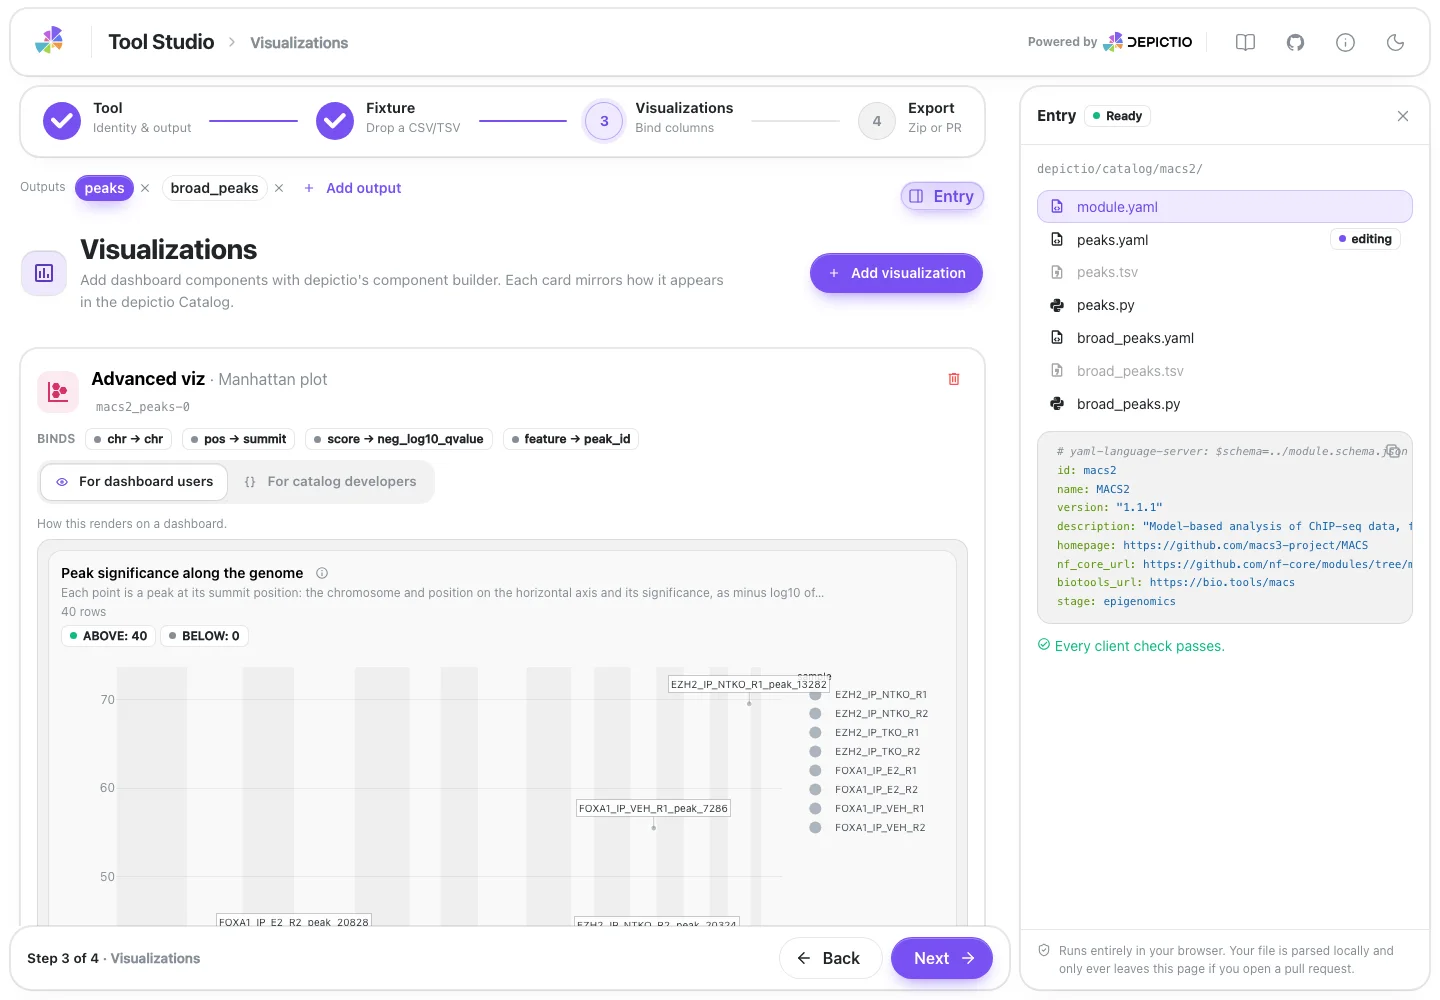 Tool Studio
Visualizations
Powered by DEPICTIO
Tool
Identity & output
Fixture
Drop a CSV/TSV
3
Visualizations
Bind columns
4
Export
Zip or PR
Outputs
peaks
broad_peaks
+ Add output
Entry
Visualizations
Add dashboard components with depictio's component builder. Each card mirrors how it appears
in the depictio Catalog.
+ Add visualization
Advanced viz · Manhattan plot
macs2_peaks-0
BINDS
chr → chr
pos → summit
score → neg_log10_qvalue
feature → peak_id
For dashboard users
{} For catalog developers
How this renders on a dashboard.
Peak significance along the genome
Each point is a peak at its summit position: the chromosome and position on the horizontal axis and its significance, as minus log10 of...
40 rows
ABOVE: 40
BELOW: 0
70
60
50
EZH2_IP_NTKO_R1_peak_13282
FOXA1_IP_VEH_R1_peak_7286
FOXA1_IP_E2_R2_peak_20828
EZH2_IP_NTKO_R2_peak_20324
sample
EZH2_IP_NTKO_R1
EZH2_IP_NTKO_R2
EZH2_IP_TKO_R1
EZH2_IP_TKO_R2
FOXA1_IP_E2_R1
FOXA1_IP_E2_R2
FOXA1_IP_VEH_R1
FOXA1_IP_VEH_R2
Step 3 of 4 · Visualizations
← Back
Next →
Entry
Ready
depictio/catalog/macs2/
module.yaml
peaks.yaml
editing
peaks.tsv
peaks.py
broad_peaks.yaml
broad_peaks.tsv
broad_peaks.py
# yaml-language-server: $schema=../module.schema.json
id: macs2
name: MACS2
version: "1.1.1"
description: "Model-based analysis of ChIP-seq data, f
homepage: https://github.com/macs3-project/MACS
nf_core_url: https://github.com/nf-core/modules/tree/m
biotools_url: https://bio.tools/macs
stage: epigenomics
Every client check passes.
Runs entirely in your browser. Your file is parsed locally and
only ever leaves this page if you open a pull request.